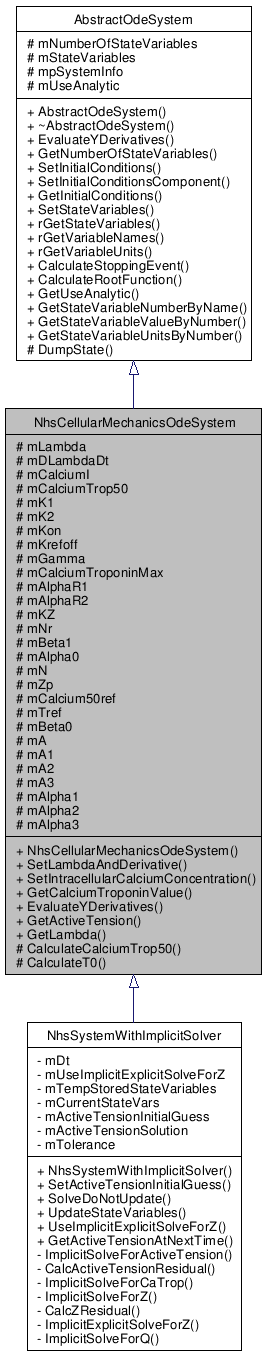 AbstractOdeSystem
# mNumberOfStateVariables
# mStateVariables
# mpSystemInfo
# mUseAnalytic
+ AbstractOdeSystem()
+ ~AbstractOdeSystem()
+ EvaluateYDerivatives()
+ GetNumberOfStateVariables()
+ SetInitialConditions()
+ SetInitialConditionsComponent()
+ GetInitialConditions()
+ SetStateVariables()
+ rGetStateVariables()
+ rGetVariableNames()
+ rGetVariableUnits()
+ CalculateStoppingEvent()
+ CalculateRootFunction()
+ GetUseAnalytic()
+ GetStateVariableNumberByName()
+ GetStateVariableValueByNumber()
+ GetStateVariableUnitsByNumber()
# DumpState()
NhsCellularMechanicsOdeSystem
# mLambda
# mDLambdaDt
# mCalciumI
# mCalciumTrop50
# mK1
# mK2
# mKon
# mKrefoff
# mGamma
# mCalciumTroponinMax
# mAlphaR1
# mAlphaR2
# mKZ
# mNr
# mBeta1
# mAlpha0
# mN
# mZp
# mCalcium50ref
# mTref
# mBeta0
# mA
# mA1
# mA2
# mA3
# mAlpha1
# mAlpha2
# mAlpha3
+ NhsCellularMechanicsOdeSystem()
+ SetLambdaAndDerivative()
+ SetIntracellularCalciumConcentration()
+ GetCalciumTroponinValue()
+ EvaluateYDerivatives()
+ GetActiveTension()
+ GetLambda()
# CalculateCalciumTrop50()
# CalculateT0()
NhsSystemWithImplicitSolver
- mDt
- mUseImplicitExplicitSolveForZ
- mTempStoredStateVariables
- mCurrentStateVars
- mActiveTensionInitialGuess
- mActiveTensionSolution
- mTolerance
+ NhsSystemWithImplicitSolver()
+ SetActiveTensionInitialGuess()
+ SolveDoNotUpdate()
+ UpdateStateVariables()
+ UseImplicitExplicitSolveForZ()
+ GetActiveTensionAtNextTime()
- ImplicitSolveForActiveTension()
- CalcActiveTensionResidual()
- ImplicitSolveForCaTrop()
- ImplicitSolveForZ()
- CalcZResidual()
- ImplicitExplicitSolveForZ()
- ImplicitSolveForQ()